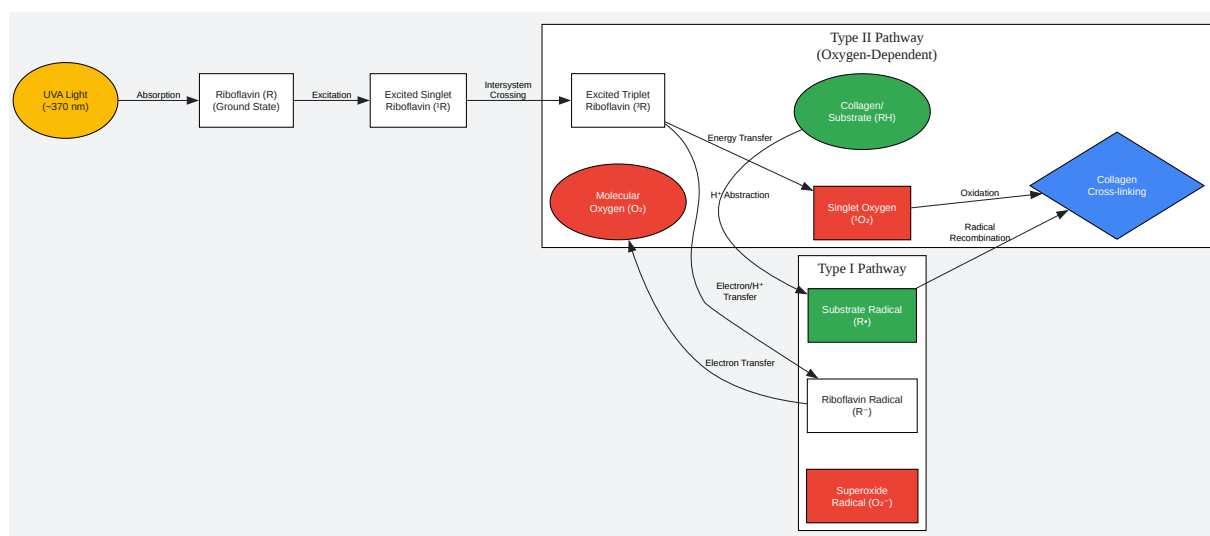 Type II Pathway
(Oxygen-Dependent)
UVA Light
(~370 nm)
Absorption
Riboflavin (R)
(Ground State)
Excitation
Excited Singlet
Riboflavin (¹R)
Intersystem
Crossing
Excited Triplet
Riboflavin (³R)
Collagen/
Substrate (RH)
Energy Transfer
H⁺ Abstraction
Molecular
Oxygen (O₂)
Singlet Oxygen
(¹O₂)
Oxidation
Collagen
Cross-linking
Radical
Recombination
Type I Pathway
Electron/H⁺
Transfer
Substrate Radical
(R•)
Electron Transfer
Riboflavin Radical
(R⁻)
Superoxide
Radical (O₂⁻)